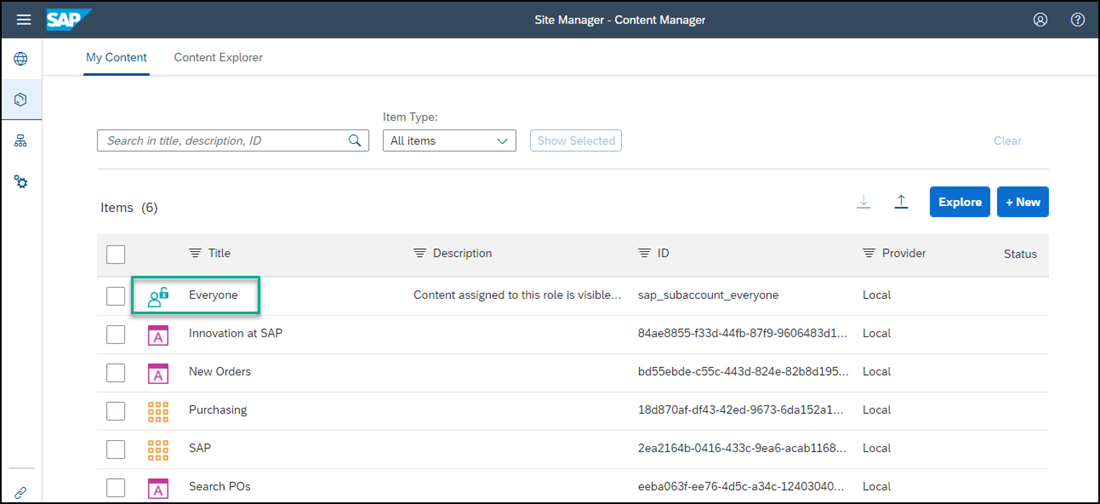 SAP Site Manager - Content Manager
My Content Content Explorer
Item Type:
Search in title, description, ID All items Show Selected Clear
Items (6) Explore + New
Title Description ID Provider Status
Everyone Content assigned to this role is visible... sap_subaccount_everyone Local
A Innovation at SAP 84ae8855-f33d-44fb-87f9-9606483d1... Local
A New Orders bd55ebde-c55c-443d-824e-82b8d195... Local
Purchasing 18d870af-df43-42ed-9673-6da152a1... Local
SAP 2ea2164b-0416-433c-9ea6-acab1168... Local
A Search POs eeba063f-ee76-4d5c-a34c-12403040... Local